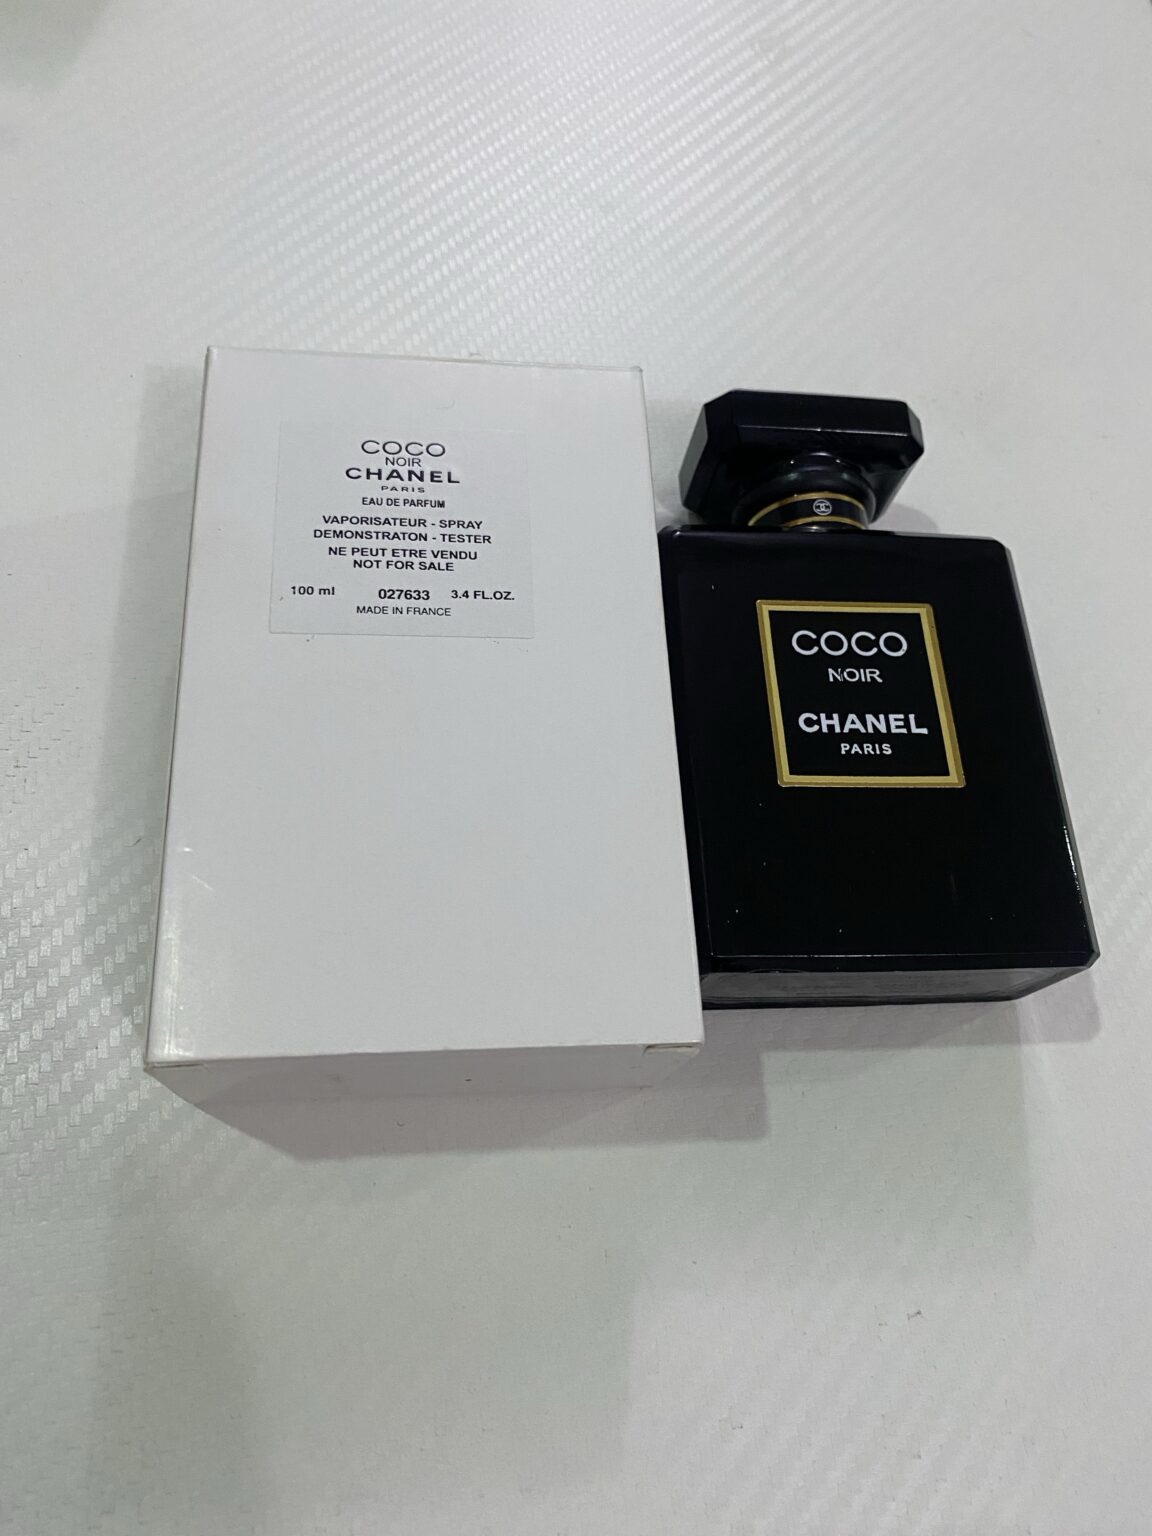 COCO
NOIR
CHANEL
PARIS
EAU DE PARFUM
VAPORISATEUR - SPRAY
DEMONSTRATON - TESTER
NE PEUT ETRE VENDU
NOT FOR SALE
100 ml 027633 3.4 FL.OZ.
MADE IN FRANCE
COCO
NOIR
CHANEL
PARIS